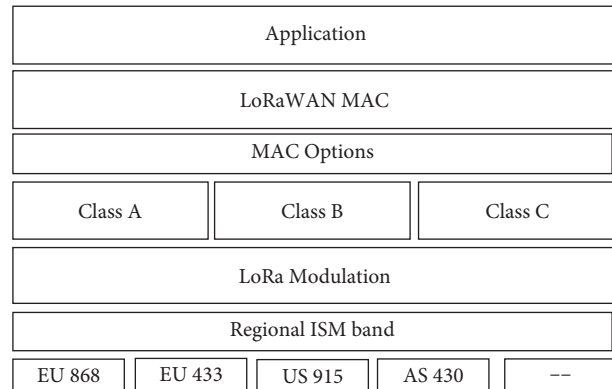 Application
LoRaWAN MAC
MAC Options
Class A Class B Class C
LoRa Modulation
Regional ISM band
EU 868 EU 433 US 915 AS 430 −−